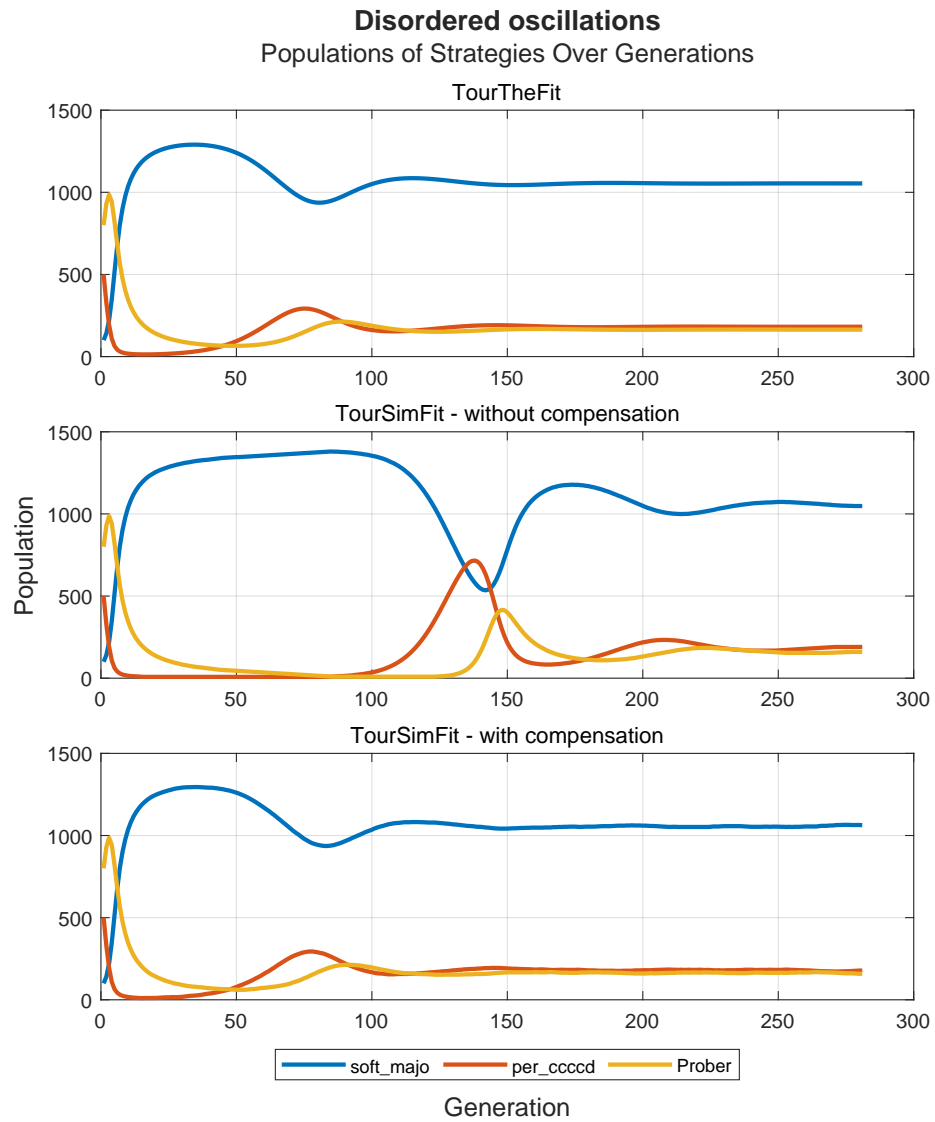 Disordered oscillations
Populations of Strategies Over Generations
TourTheFit
1500
1000
500
0
0 50 100 150 200 250 300
TourSimFit - without compensation
1500
1000
500
0
0 50 100 150 200 250 300
Population
TourSimFit - with compensation
1500
1000
500
0
0 50 100 150 200 250 300
soft_majo per_ccccd Prober
Generation